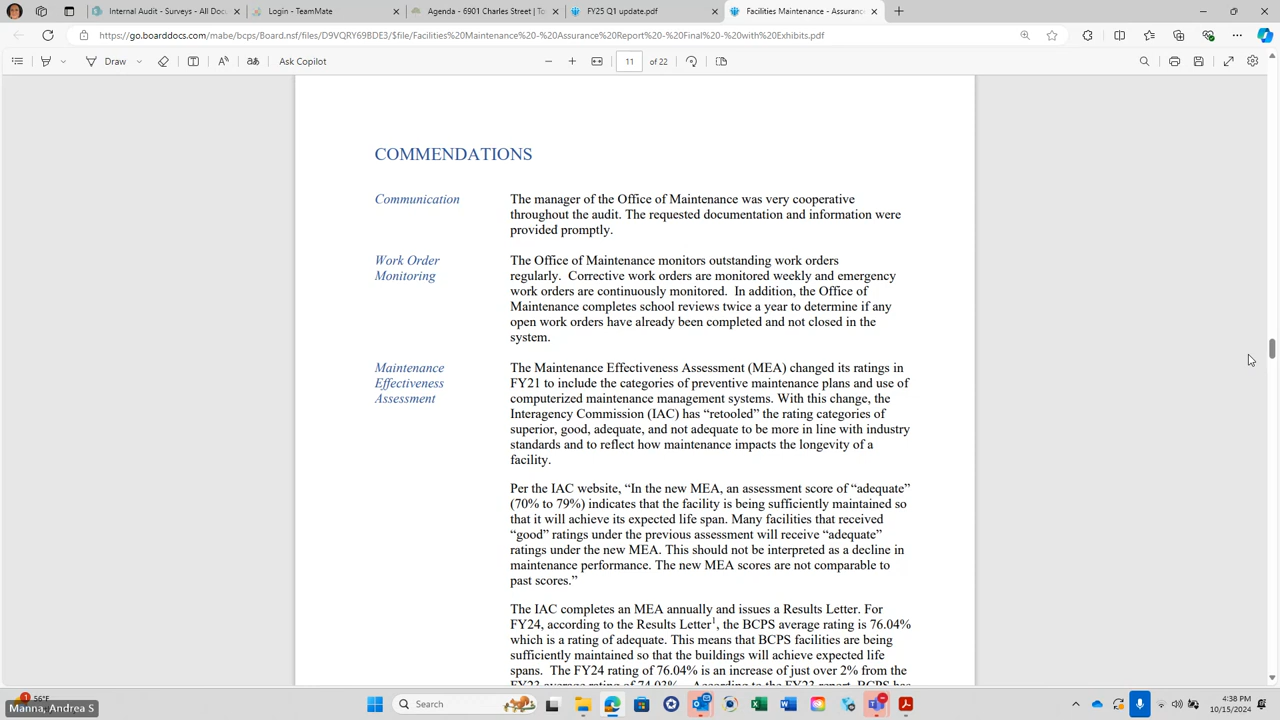 Internal Audit - Surveys - All Doc
Login - TeamMate
Agenda - 6901 Charles Street | To
FY25 Q1 update.pdf
Facilities Maintenance - Assuranc
https://go.boarddocs.com/mabe/bcps/Board.nsf/files/D9VQRY69BDE3/$file/Facilities%20Maintenance%20-%20Assurance%20Report%20-%20Final%20-%20with%20Exhibits.pdf
Draw
Ask Copilot
11 of 22
COMMENDATIONS
Communication
The manager of the Office of Maintenance was very cooperative
throughout the audit. The requested documentation and information were
provided promptly.
Work Order
Monitoring
The Office of Maintenance monitors outstanding work orders
regularly. Corrective work orders are monitored weekly and emergency
work orders are continuously monitored. In addition, the Office of
Maintenance completes school reviews twice a year to determine if any
open work orders have already been completed and not closed in the
system.
Maintenance
Effectiveness
Assessment
The Maintenance Effectiveness Assessment (MEA) changed its ratings in
FY21 to include the categories of preventive maintenance plans and use of
computerized maintenance management systems. With this change, the
Interagency Commission (IAC) has “retooled” the rating categories of
superior, good, adequate, and not adequate to be more in line with industry
standards and to reflect how maintenance impacts the longevity of a
facility.
Per the IAC website, “In the new MEA, an assessment score of “adequate”
(70% to 79%) indicates that the facility is being sufficiently maintained so
that it will achieve its expected life span. Many facilities that received
“good” ratings under the previous assessment will receive “adequate”
ratings under the new MEA. This should not be interpreted as a decline in
maintenance performance. The new MEA scores are not comparable to
past scores.”
The IAC completes an MEA annually and issues a Results Letter. For
FY24, according to the Results Letter¹, the BCPS average rating is 76.04%
which is a rating of adequate. This means that BCPS facilities are being
sufficiently maintained so that the buildings will achieve expected life
spans. The FY24 rating of 76.04% is an increase of just over 2% from the
FY23 average rating of 74.03%. According to the FY23 report, BCPS has
56°F
Manna, Andrea S
Search
4:38 PM
10/15/2024